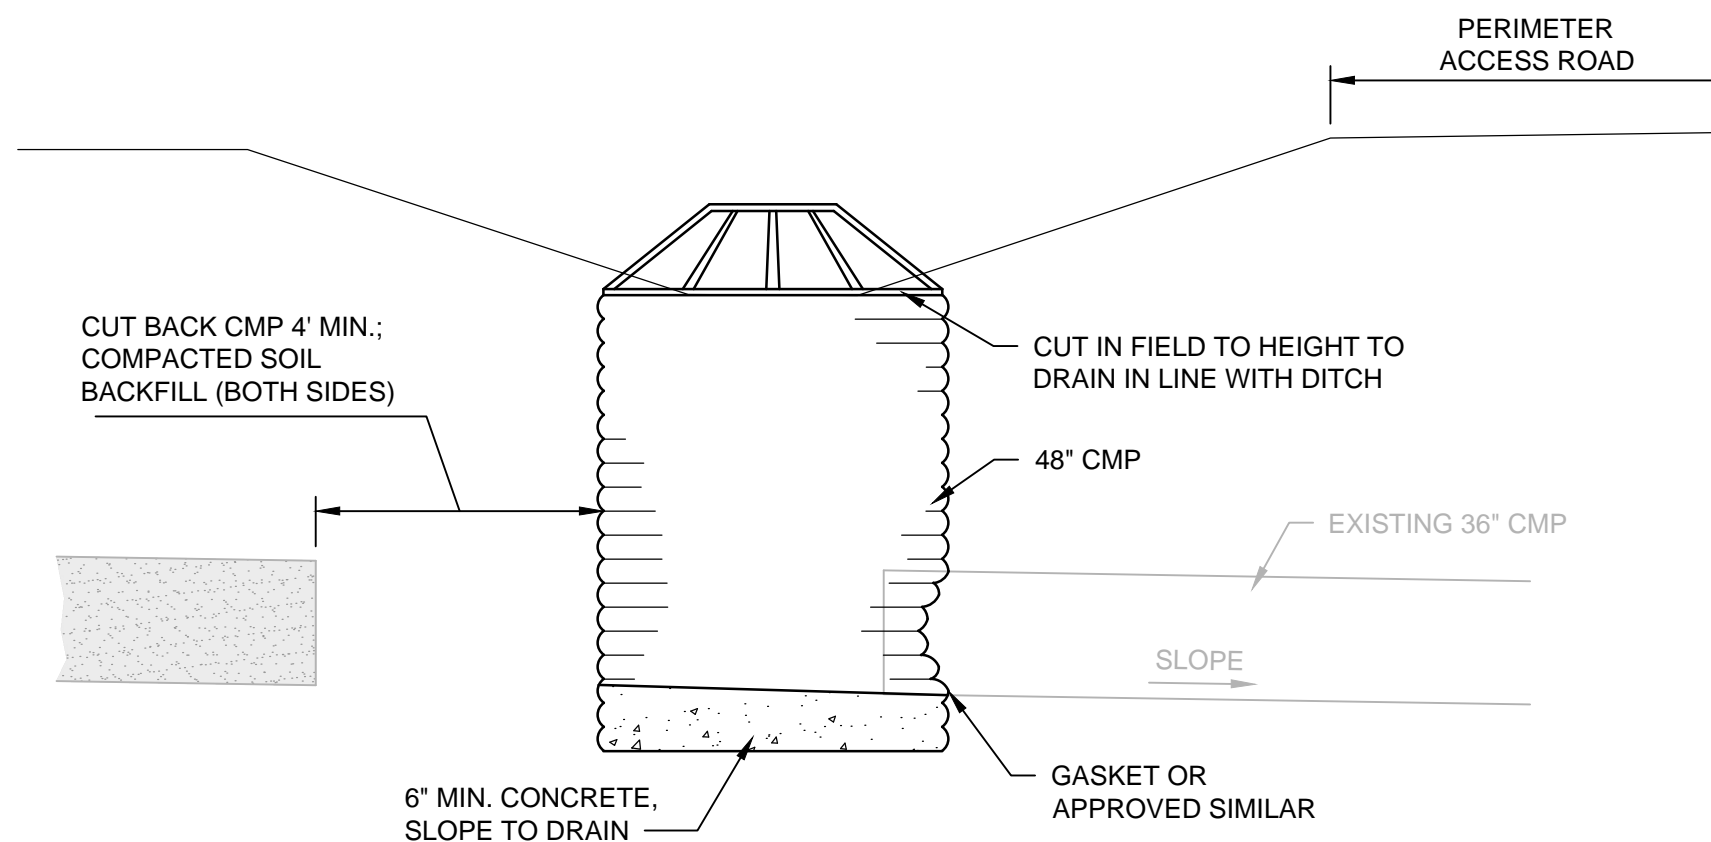 PERIMETER
ACCESS ROAD
CUT BACK CMP 4' MIN.;
COMPACTED SOIL
BACKFILL (BOTH SIDES)
CUT IN FIELD TO HEIGHT TO
DRAIN IN LINE WITH DITCH
48" CMP
EXISTING 36" CMP
SLOPE
GASKET OR
APPROVED SIMILAR
6" MIN. CONCRETE,
SLOPE TO DRAIN